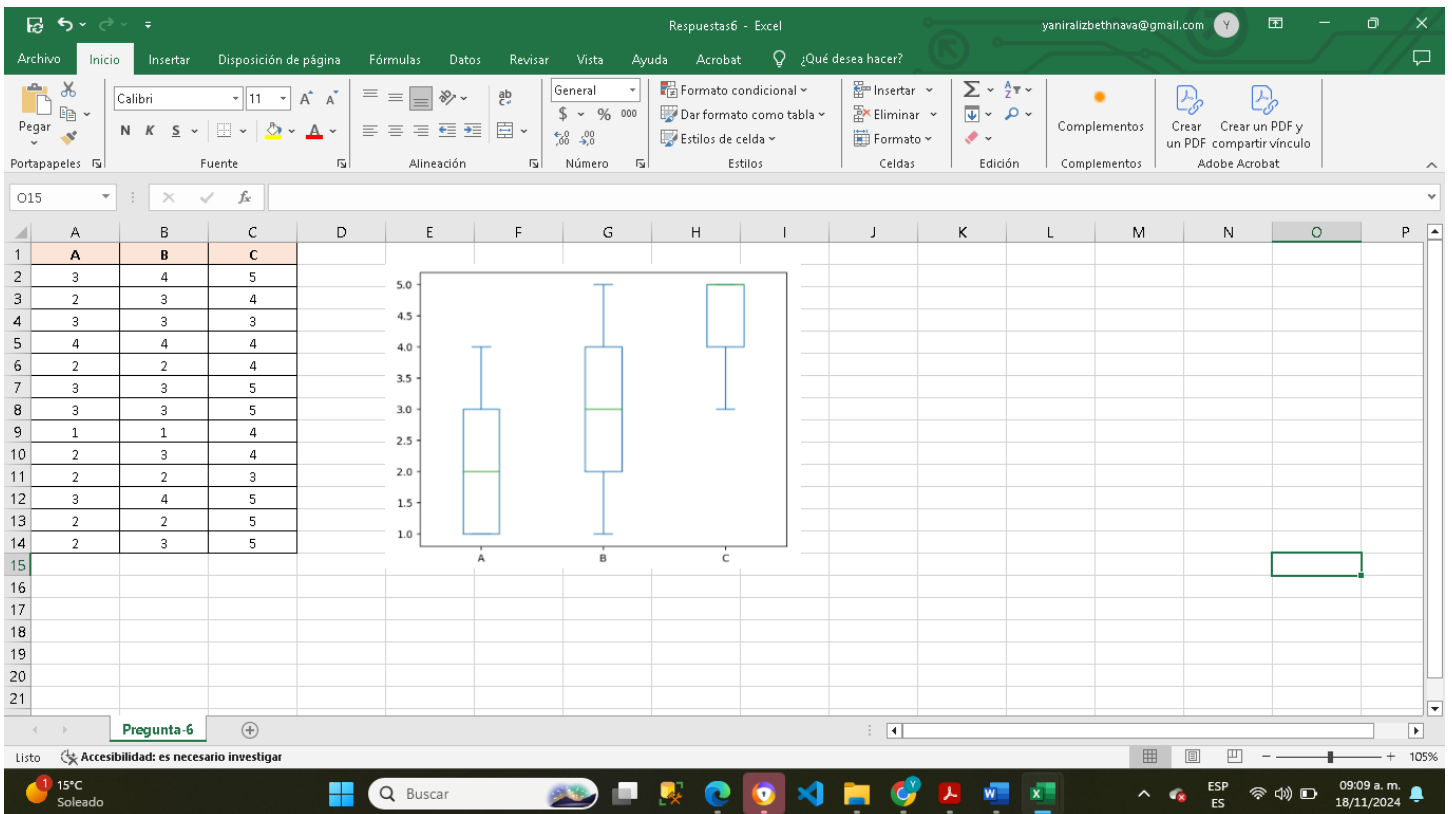 Respuestas6 - Excel
yaniralizbethnava@gmail.com
Y
Archivo Inicio Insertar Disposición de página Fórmulas Datos Revisar Vista Ayuda Acrobat ¿Qué desea hacer?
Pegar
Calibri 11
N K S
A A
ab
General
$ % 000
Formato condicional
Dar formato como tabla
Estilos de celda
Insertar
Eliminar
Formato
Complementos
Crear un PDF
Crear un PDF y compartir vínculo
Portapapeles Fuente Alineación Número Estilos Celdas Edición Complementos Adobe Acrobat
O15 fx
A B C D E F G H I J K L M N O P
1 A B C
2 3 4 5
3 2 3 4
4 3 3 3
5 4 4 4
6 2 2 4
7 3 3 5
8 3 3 5
9 1 1 4
10 2 3 4
11 2 2 3
12 3 4 5
13 2 2 5
14 2 3 5
15
16
17
18
19
20
21
5.0
4.5
4.0
3.5
3.0
2.5
2.0
1.5
1.0
A B C
Pregunta-6
Listo Accesibilidad: es necesario investigar 105%
1
15°C
Soleado
Buscar
ESP
ES
09:09 a. m.
18/11/2024